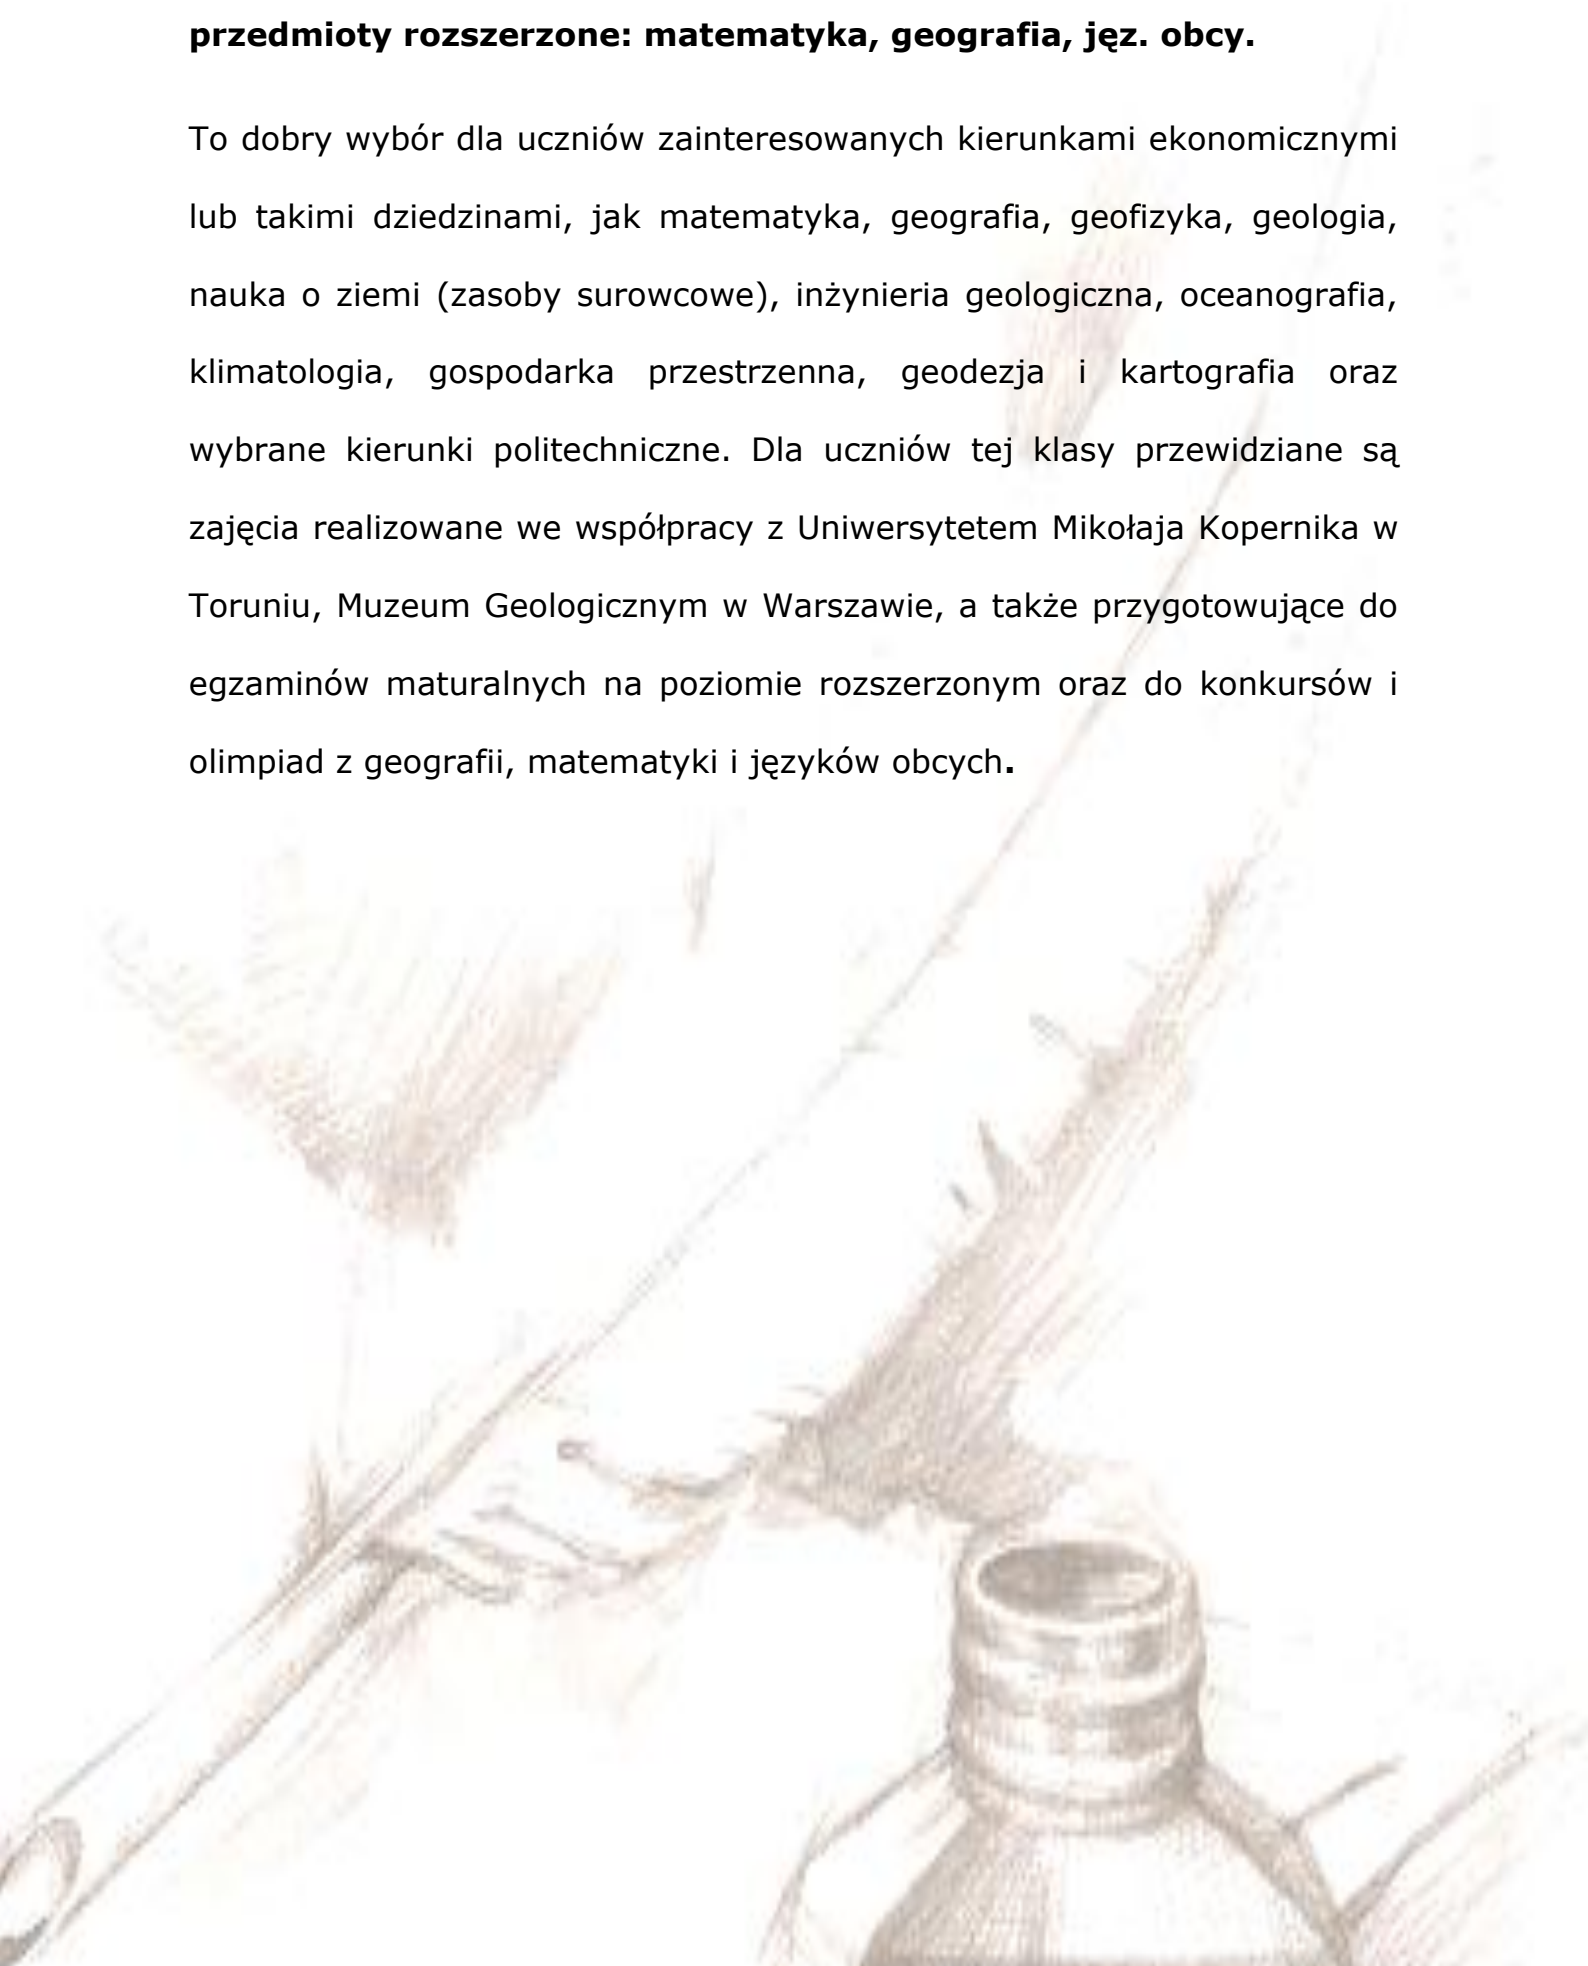 przedmioty rozszerzone: matematyka, geografia, jęz. obcy.
To dobry wybór dla uczniów zainteresowanych kierunkami ekonomicznymi
lub takimi dziedzinami, jak matematyka, geografia, geofizyka, geologia,
nauka o ziemi (zasoby surowcowe), inżynieria geologiczna, oceanografia,
klimatologia, gospodarka przestrzenna, geodezja i kartografia oraz
wybrane kierunki politechniczne. Dla uczniów tej klasy przewidziane są
zajęcia realizowane we współpracy z Uniwersytetem Mikołaja Kopernika w
Toruniu, Muzeum Geologicznym w Warszawie, a także przygotowujące do
egzaminów maturalnych na poziomie rozszerzonym oraz do konkursów i
olimpiad z geografii, matematyki i języków obcych.